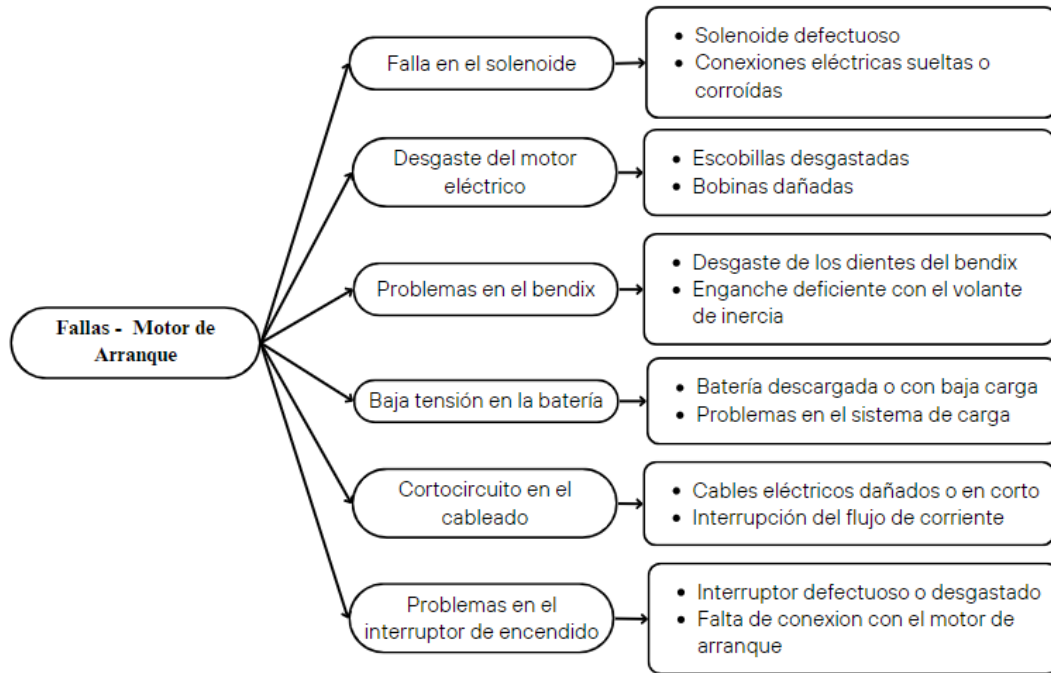 Fallas -  Motor de
Arranque
Falla en el solenoide
• Solenoide defectuoso
• Conexiones eléctricas sueltas o
corroídas
Desgaste del motor
eléctrico
• Escobillas desgastadas
• Bobinas dañadas
Problemas en el bendix
• Desgaste de los dientes del bendix
• Enganche deficiente con el volante
de inercia
Baja tensión en la batería
• Batería descargada o con baja carga
• Problemas en el sistema de carga
Cortocircuito en el
cableado
• Cables eléctricos dañados o en corto
• Interrupción del flujo de corriente
Problemas en el
interruptor de encendido
• Interruptor defectuoso o desgastado
• Falta de conexion con el motor de
arranque